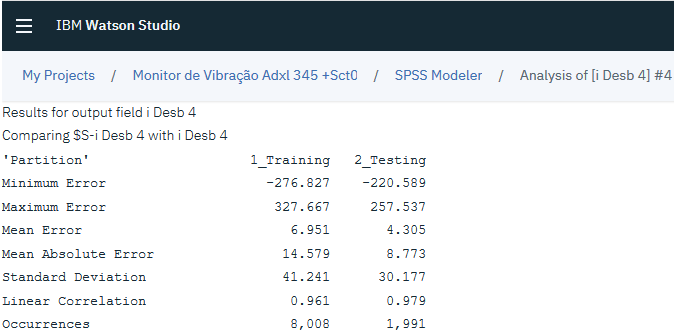 IBM Watson Studio
My Projects / Monitor de Vibração Adxl 345 +Sct0 / SPSS Modeler / Analysis of [i Desb 4] #4
Results for output field i Desb 4
Comparing $S-i Desb 4 with i Desb 4
'Partition' 1_Training 2_Testing
Minimum Error -276.827 -220.589
Maximum Error 327.667 257.537
Mean Error 6.951 4.305
Mean Absolute Error 14.579 8.773
Standard Deviation 41.241 30.177
Linear Correlation 0.961 0.979
Occurrences 8,008 1,991